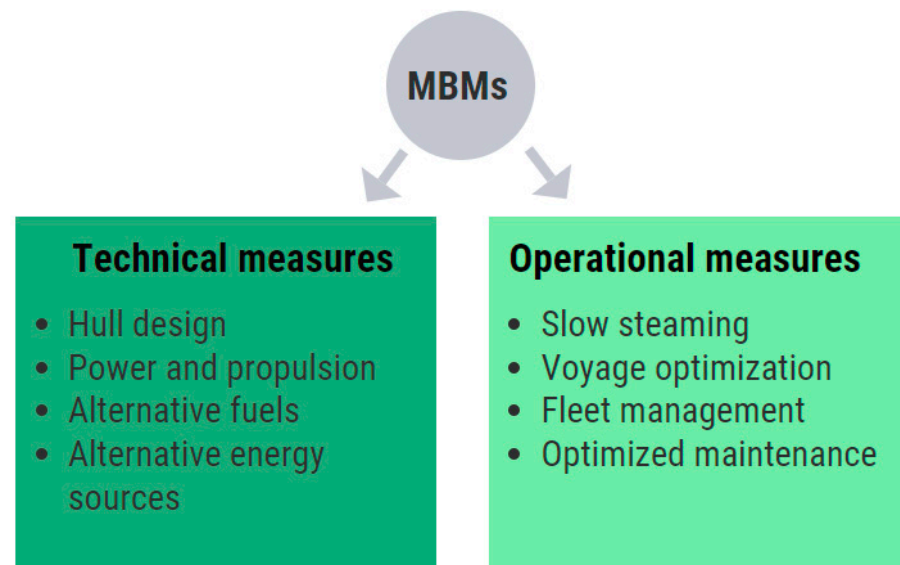 MBMs
Technical measures
• Hull design
• Power and propulsion
• Alternative fuels
• Alternative energy
sources
Operational measures
• Slow steaming
• Voyage optimization
• Fleet management
• Optimized maintenance